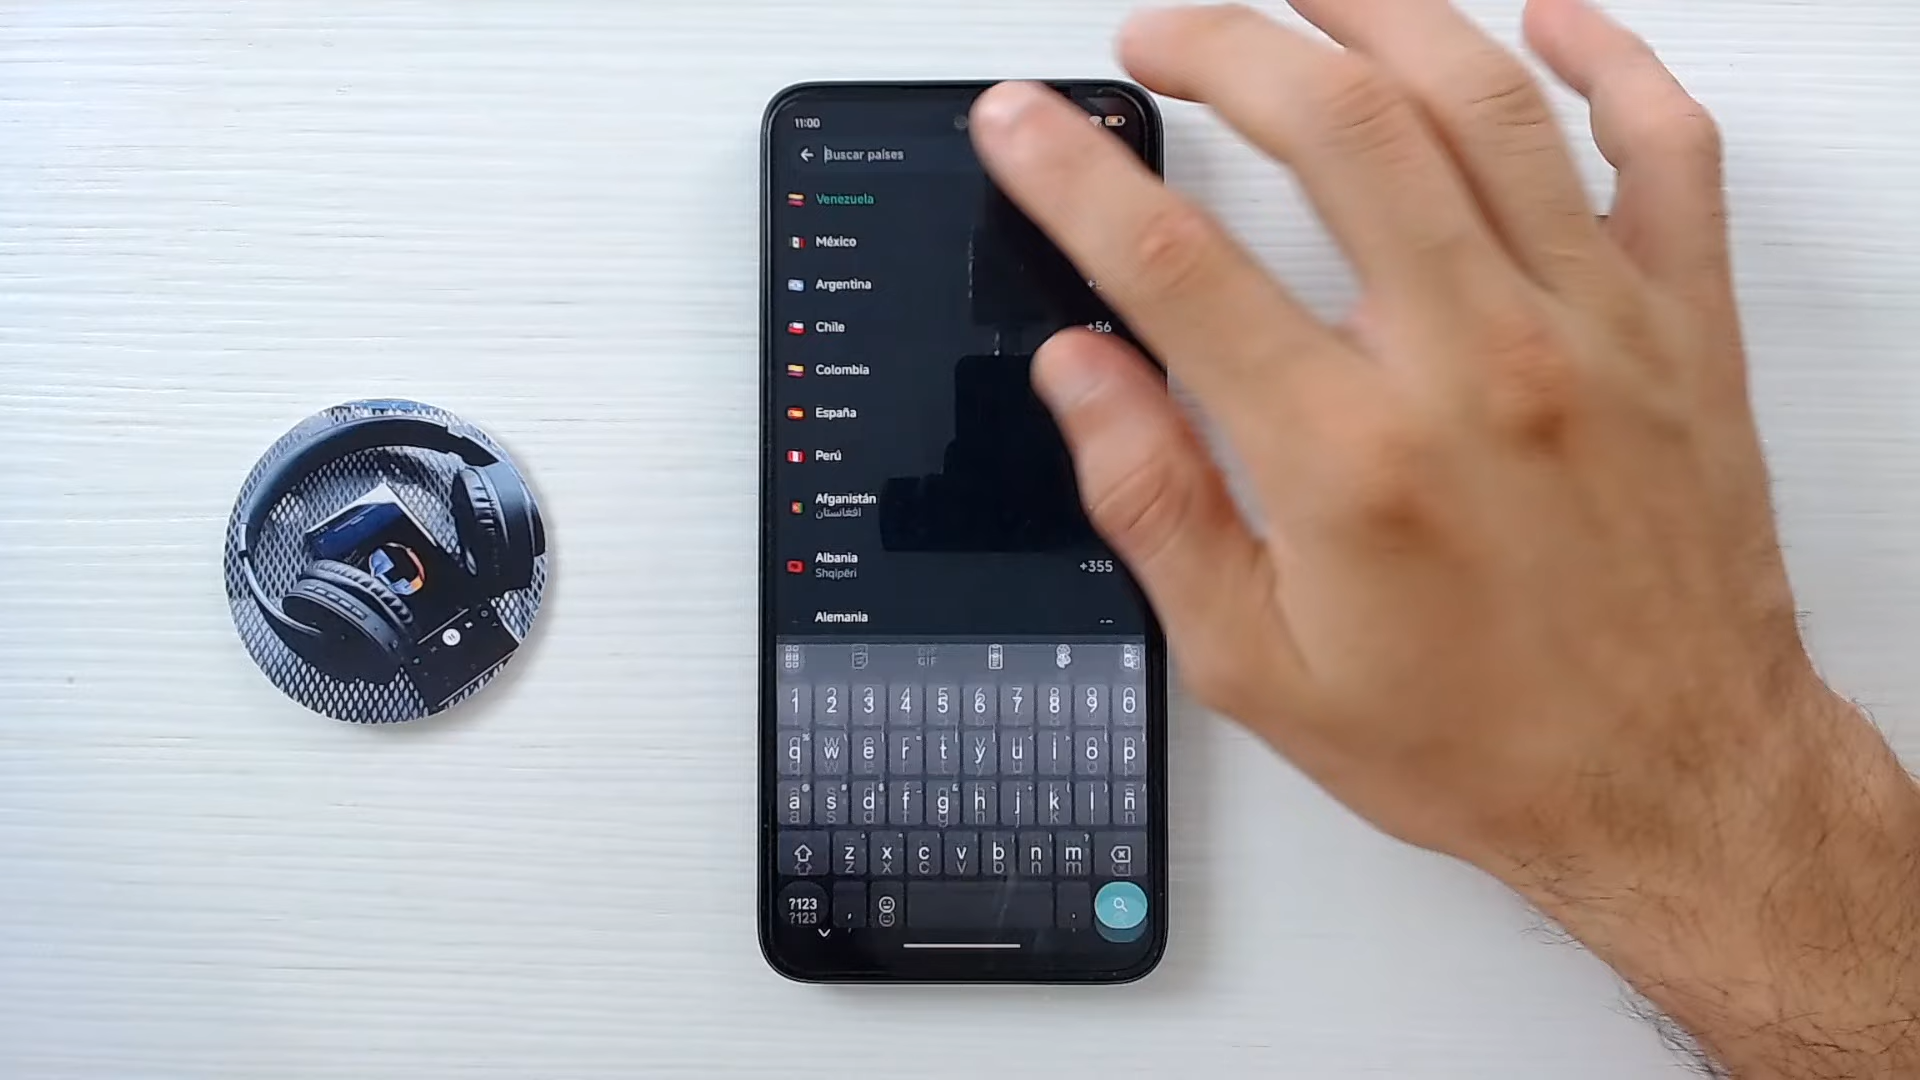 11:00
Buscar países
Venezuela
México
Argentina
Chile +56
Colombia
España
Perú
Afganistán
افغانستان
Albania +355
Shqipëri
Alemania
GIF
1 2 3 4 5 6 7 8 9 0
q w e r t y u i o p
a s d f g h j k l ñ
z x c v b n m
?123 , .